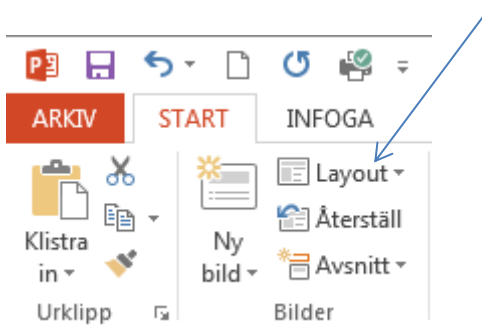 ARKIV START INFOGA
Layout
Klistra in
Ny bild
Återställ
Avsnitt
Urklipp Bilder